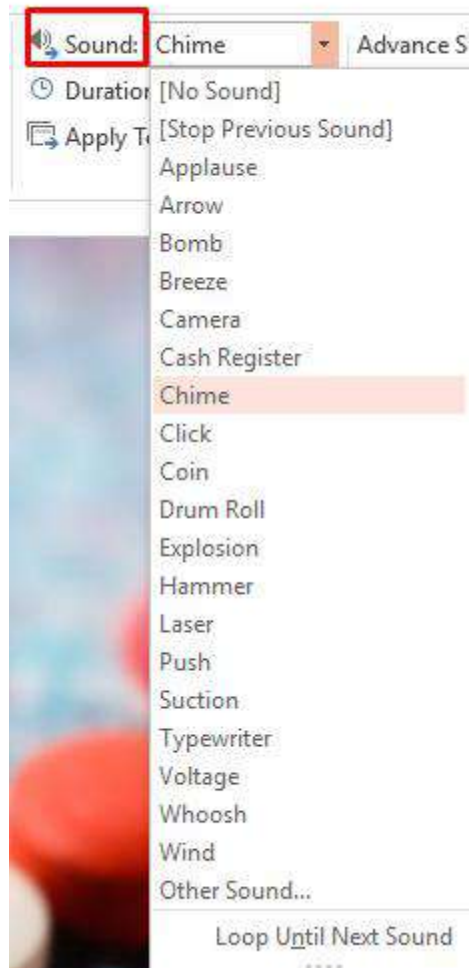 Sound: Chime Advance S
Duration
[No Sound]
[Stop Previous Sound]
Apply T
Applause
Arrow
Bomb
Breeze
Camera
Cash Register
Chime
Click
Coin
Drum Roll
Explosion
Hammer
Laser
Push
Suction
Typewriter
Voltage
Whoosh
Wind
Other Sound...
Loop Until Next Sound